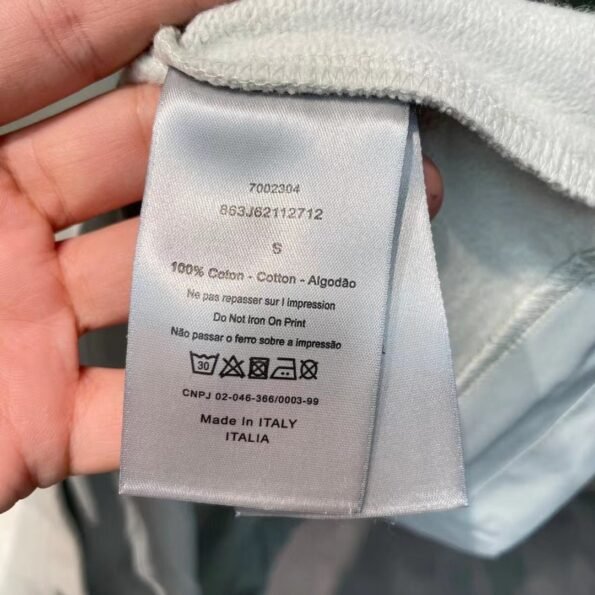 7002304
863J62112712
S
100% Coton - Cotton - Algodão
Ne pas repasser sur l impression
Do Not Iron On Print
Não passar o ferro sobre a impressão
30
CNPJ 02-046-366/0003-99
Made in ITALY
ITALIA